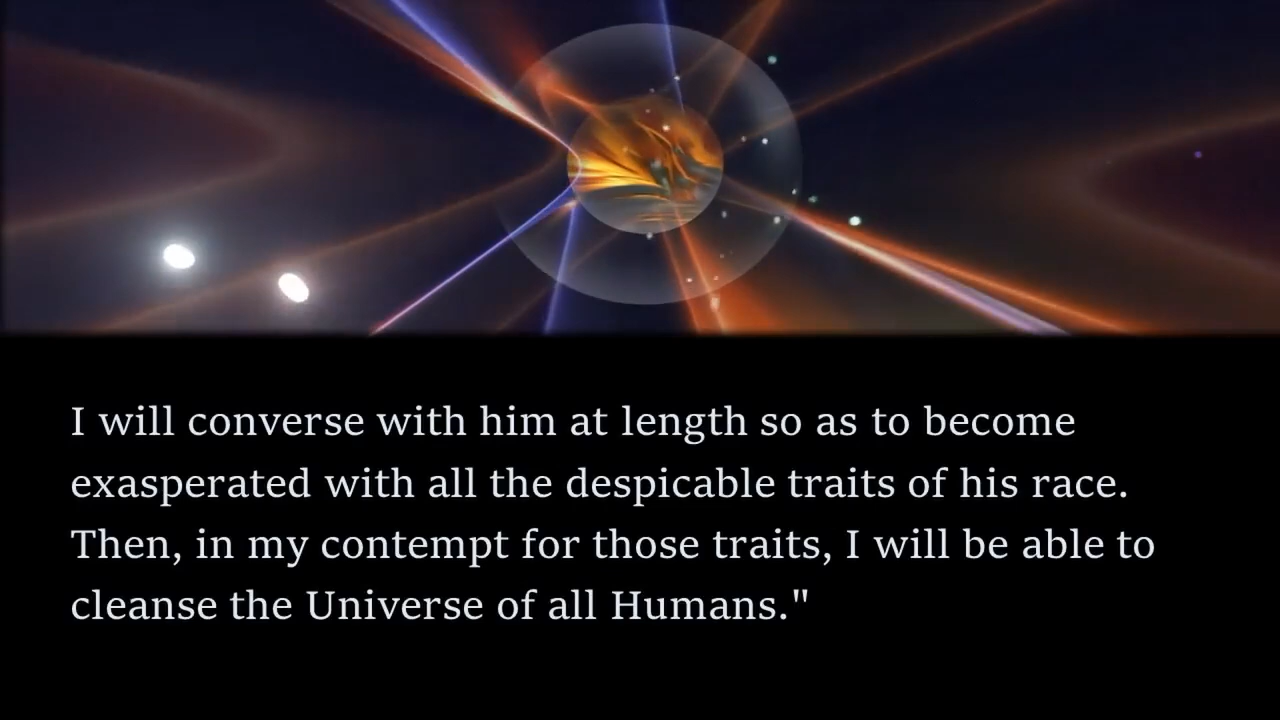 I will converse with him at length so as to become
exasperated with all the despicable traits of his race.
Then, in my contempt for those traits, I will be able to
cleanse the Universe of all Humans."